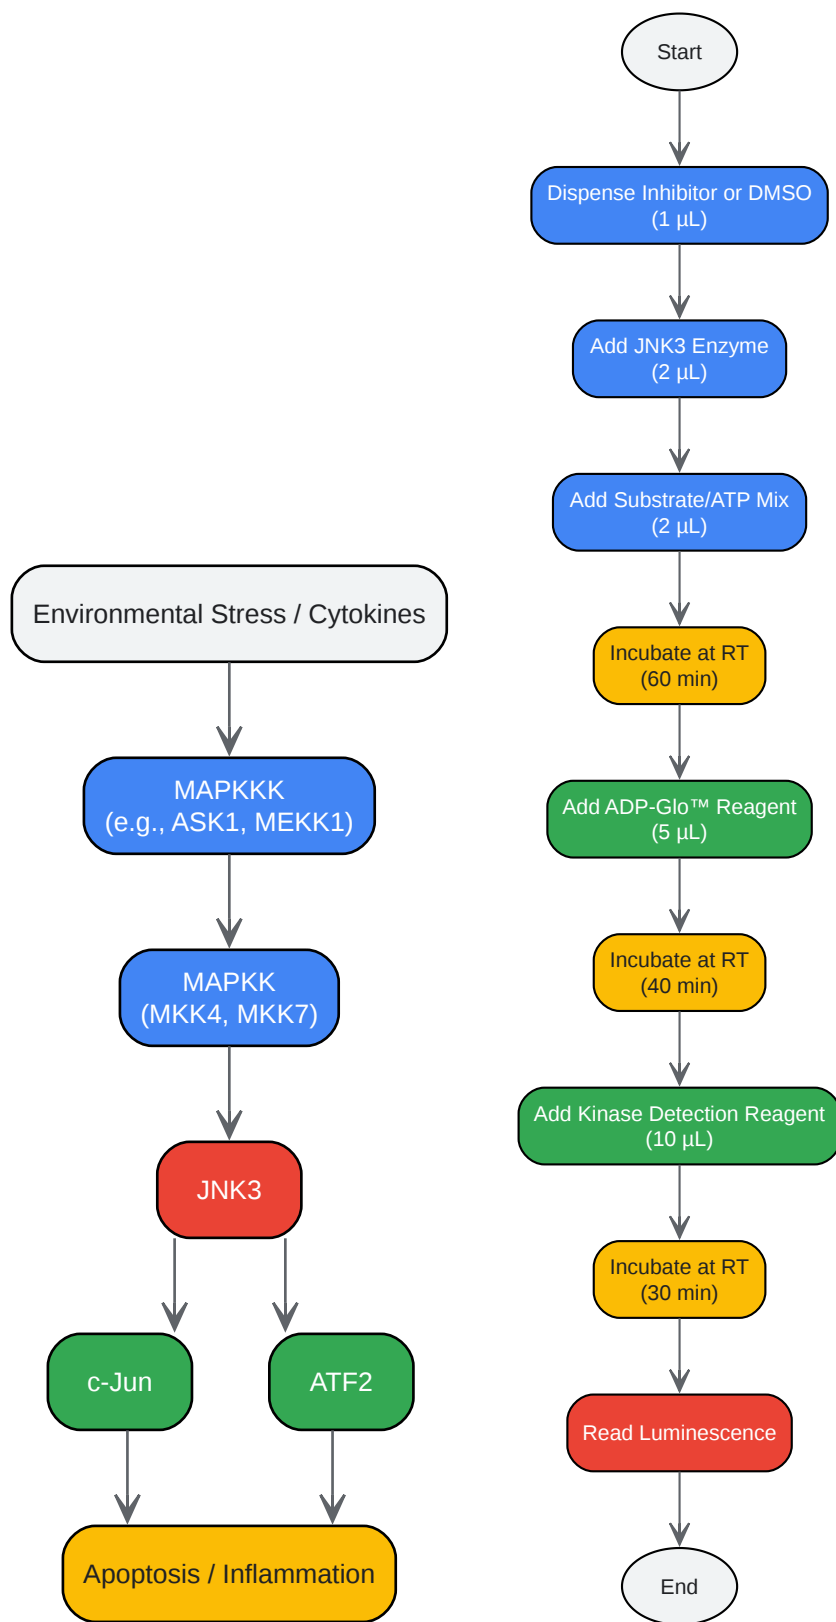 Environmental Stress / Cytokines
MAPKKK
(e.g., ASK1, MEKK1)
MAPKK
(MKK4, MKK7)
JNK3
c-Jun
ATF2
Apoptosis / Inflammation
Start
Dispense Inhibitor or DMSO
(1 µL)
Add JNK3 Enzyme
(2 µL)
Add Substrate/ATP Mix
(2 µL)
Incubate at RT
(60 min)
Add ADP-Glo™ Reagent
(5 µL)
Incubate at RT
(40 min)
Add Kinase Detection Reagent
(10 µL)
Incubate at RT
(30 min)
Read Luminescence
End